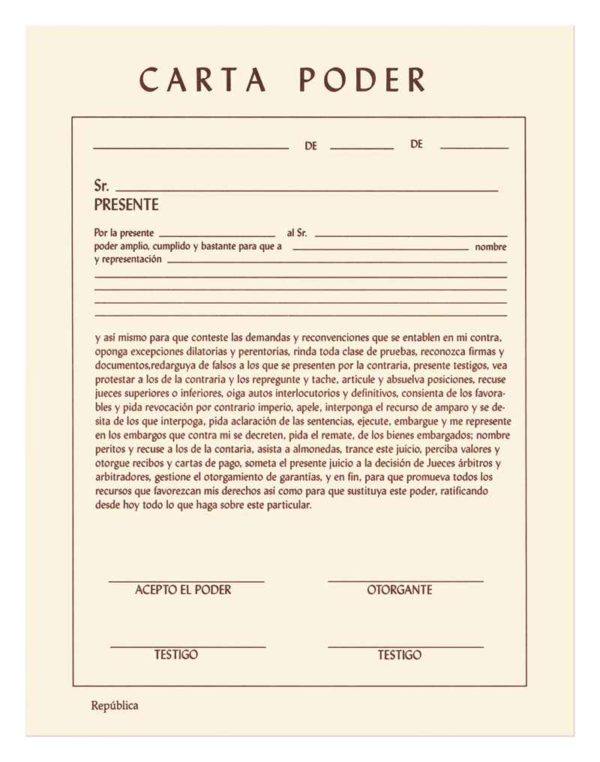 CARTA PODER
DE DE
Sr.
PRESENTE
Por la presente al Sr.
poder amplio, cumplido y bastante para que a nombre
y representación
y así mismo para que conteste las demandas y reconvenciones que se entablen en mi contra,
oponga excepciones dilatorias y perentorias, rinda toda clase de pruebas, reconozca firmas y
documentos,redarguya de falsos a los que se presenten por la contraria, presente testigos, vea
protestar a los de la contraria y los repregunte y tache, articule y absuelva posiciones, recuse
jueces superiores o inferiores, oiga autos interlocutorios y definitivos, consienta de los favora-
bles y pida revocación por contrario imperio, apele, interponga el recurso de amparo y se de-
sita de los que interpoga, pida aclaración de las sentencias, ejecute, embargue y me represente
en los embargos que contra mi se decreten, pida el remate, de los bienes embargados; nombre
peritos y recuse a los de la contaria, asista a almonedas, trance este juicio, perciba valores y
otorgue recibos y cartas de pago, someta el presente juicio a la decisión de Jueces árbitros y
arbitradores, gestione el otorgamiento de garantías, y en fin, para que promueva todos los
recursos que favorezcan mis derechos así como para que sustituya este poder, ratificando
desde hoy todo lo que haga sobre este particular.
ACEPTO EL PODER OTORGANTE
TESTIGO TESTIGO
República